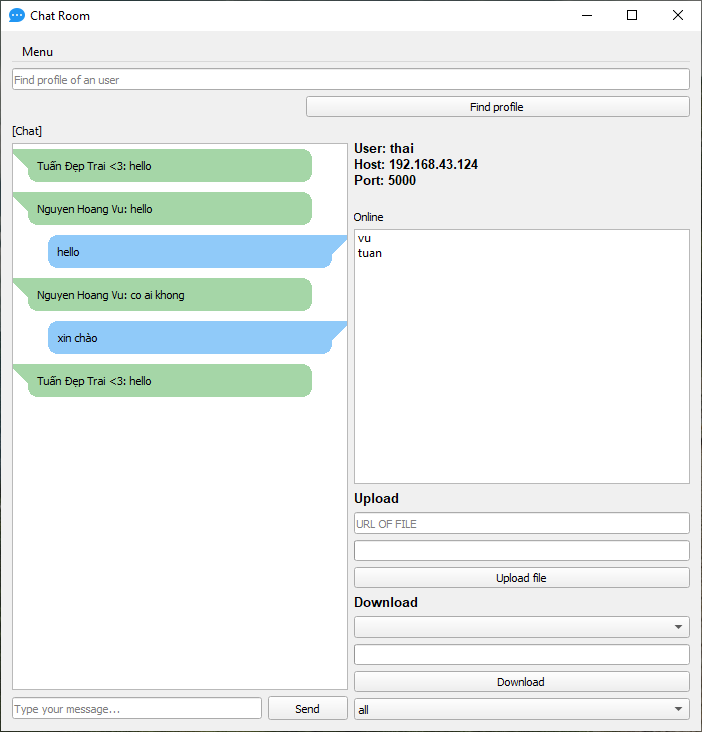 Chat Room
Menu
Find profile of an user
Find profile
[Chat]
Tuấn Đẹp Trai <3: hello
Nguyen Hoang Vu: hello
hello
Nguyen Hoang Vu: co ai khong
xin chào
Tuấn Đẹp Trai <3: hello
Type your message...
Send
User: thai
Host: 192.168.43.124
Port: 5000
Online
vu
tuan
Upload
URL OF FILE
Upload file
Download
Download
all